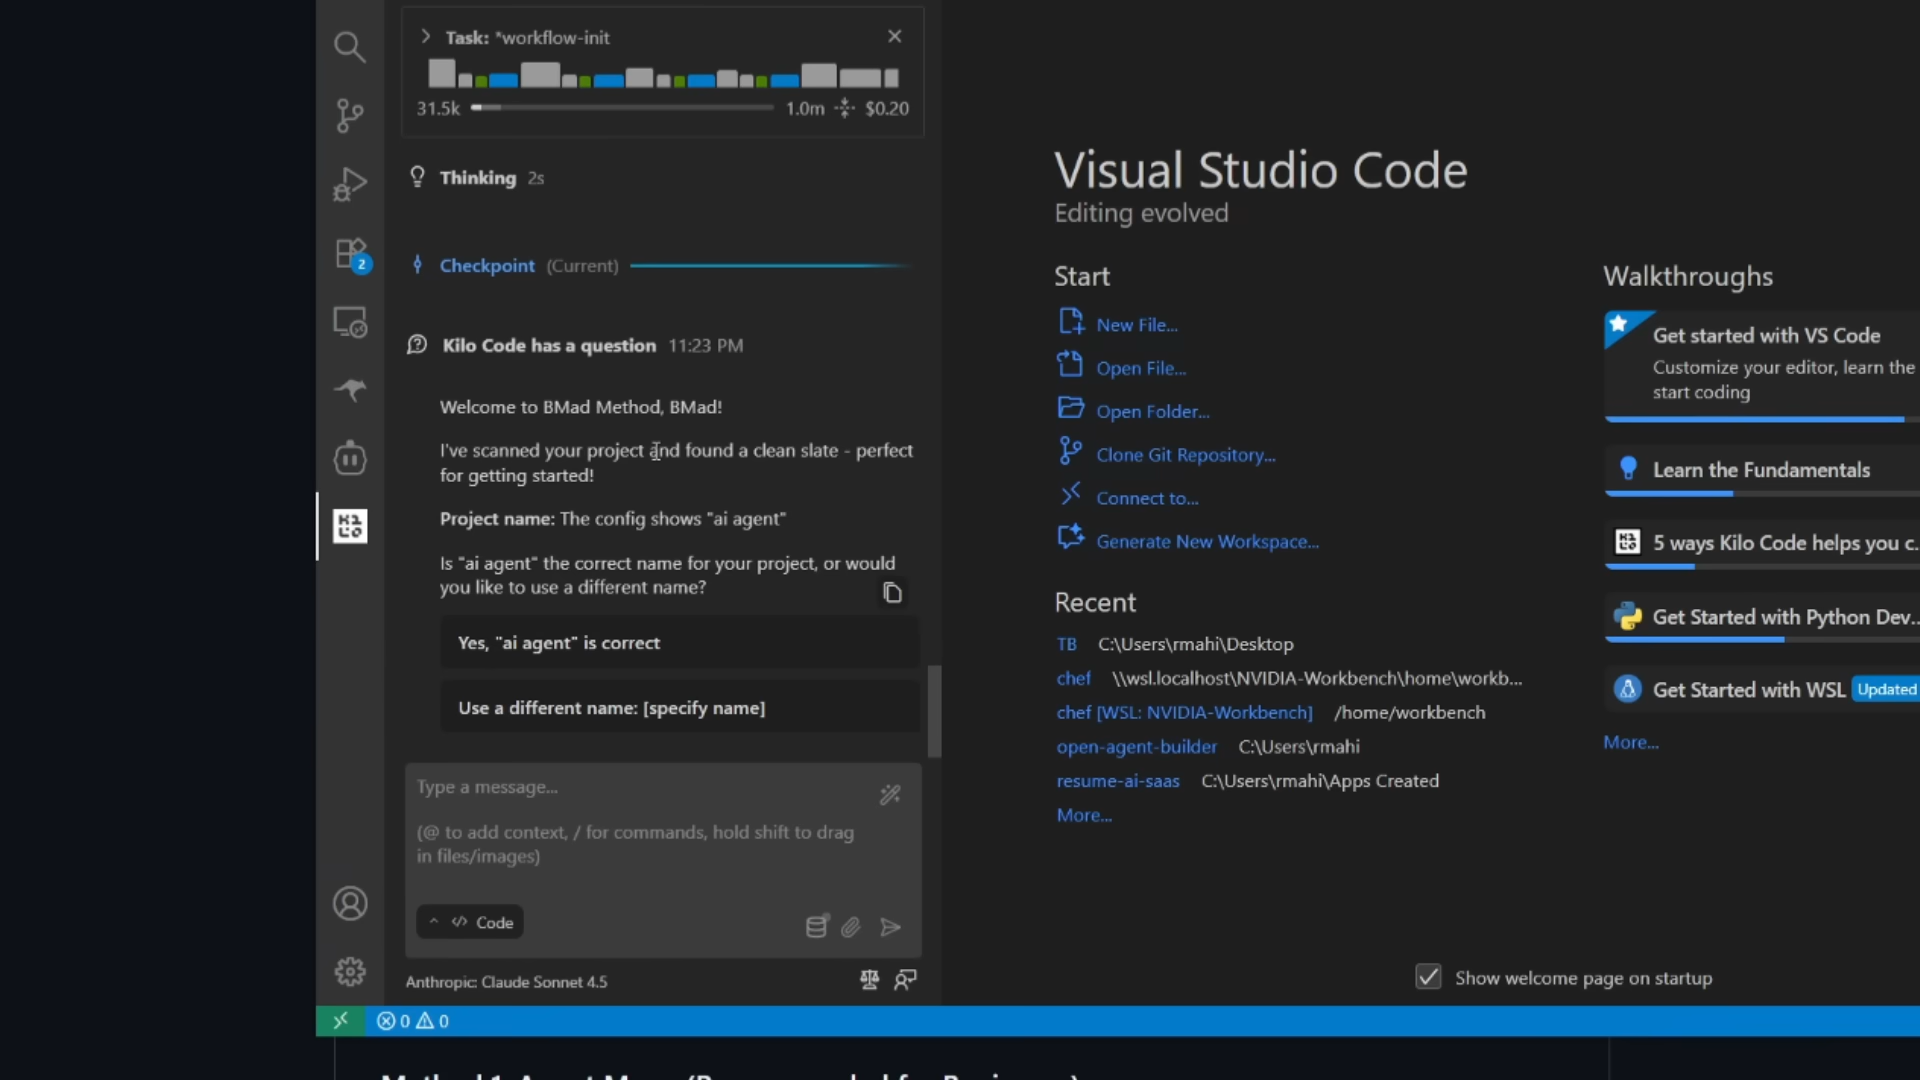 Task: *workflow-init
31.5k 1.0m $0.20
Thinking 2s
Checkpoint (Current)
2
Kilo Code has a question 11:23 PM
Welcome to BMad Method, BMad!
I've scanned your project and found a clean slate - perfect
for getting started!
Project name: The config shows "ai agent"
Is "ai agent" the correct name for your project, or would
you like to use a different name?
Yes, "ai agent" is correct
Use a different name: [specify name]
Type a message...
(@ to add context, / for commands, hold shift to drag
in files/images)
Code
Anthropic: Claude Sonnet 4.5
0 0
Visual Studio Code
Editing evolved
Start
New File...
Open File...
Open Folder...
Clone Git Repository...
Connect to...
Generate New Workspace...
Recent
TB C:\Users\rmahi\Desktop
chef \\wsl.localhost\NVIDIA-Workbench\home\workb...
chef [WSL: NVIDIA-Workbench] /home/workbench
open-agent-builder C:\Users\rmahi
resume-ai-saas C:\Users\rmahi\Apps Created
More...
Walkthroughs
Get started with VS Code
Customize your editor, learn the
start coding
Learn the Fundamentals
5 ways Kilo Code helps you c...
Get Started with Python Dev...
Get Started with WSL Updated
More...
Show welcome page on startup